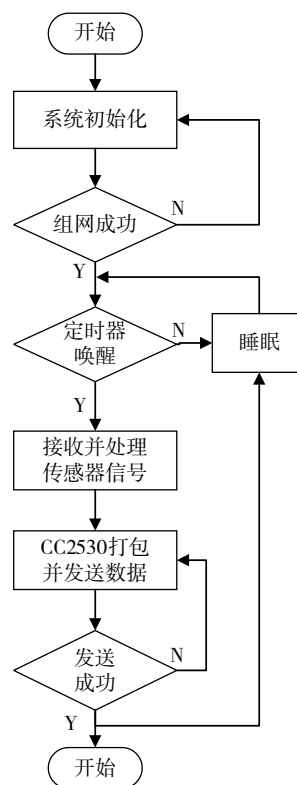 开始
系统初始化
组网成功
N
Y
定时器
唤醒
N
睡眠
Y
接收并处理
传感器信号
CC2530打包
并发送数据
发送
成功
N
Y
开始